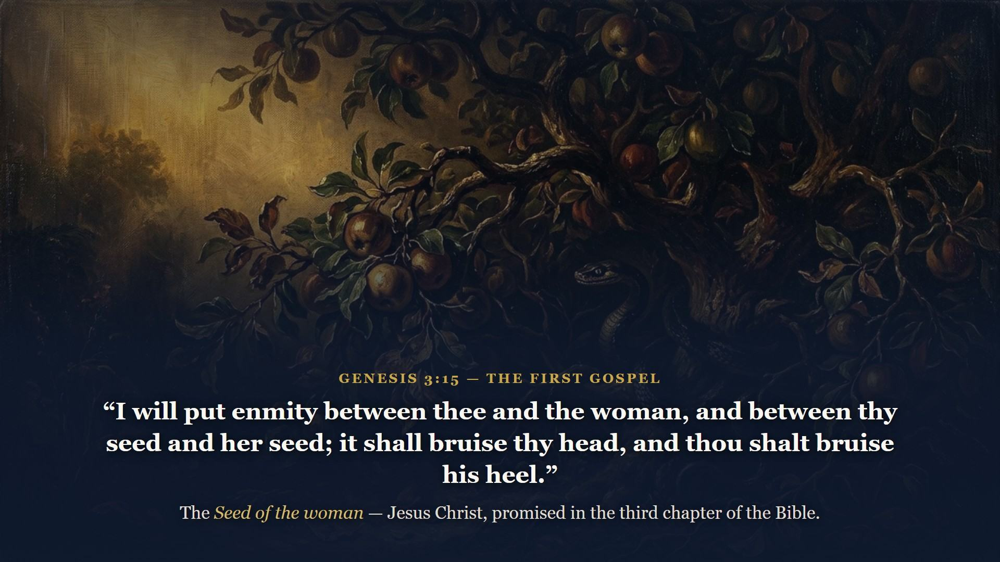 GENESIS 3:15 — THE FIRST GOSPEL
“I will put enmity between thee and the woman, and between thy
seed and her seed; it shall bruise thy head, and thou shalt bruise
his heel.”
The Seed of the woman — Jesus Christ, promised in the third chapter of the Bible.